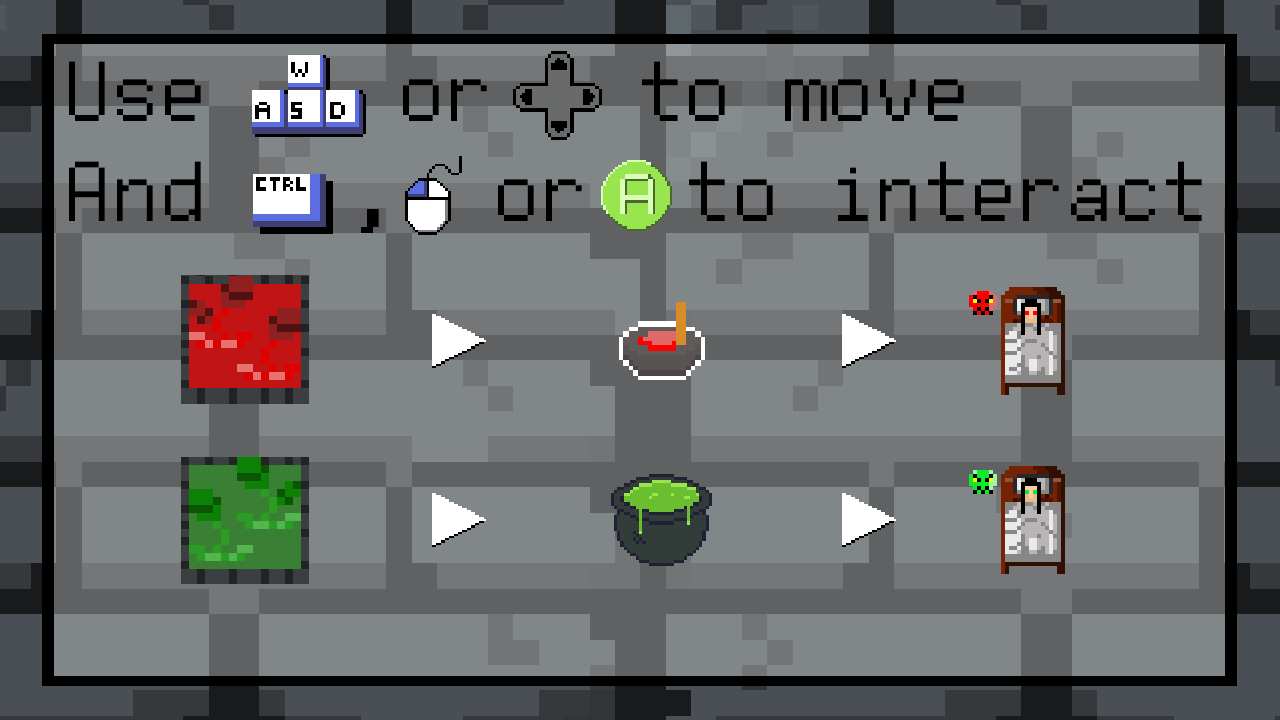 Use W A S D or to move
And CTRL, or A to interact